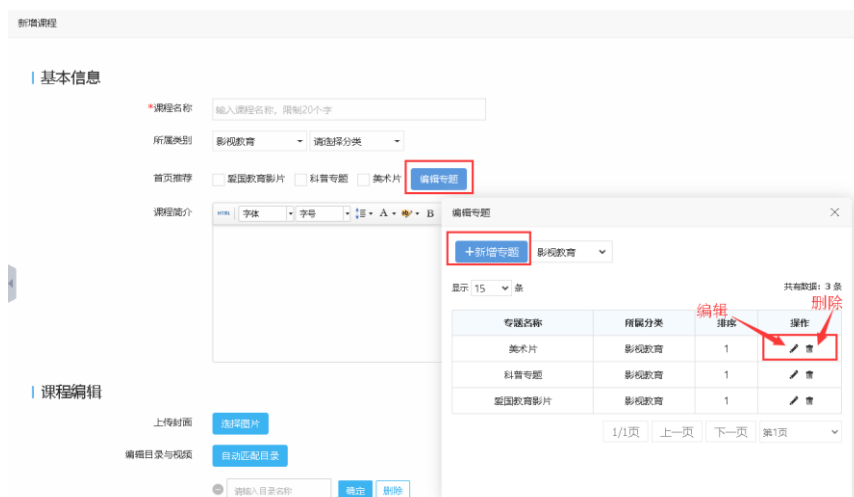 新增课程
基本信息
*课程名称 输入课程名称，限制20个字
所属类别 影视教育 请选择分类
首页推荐 爱国教育影片 科普专题 美术片 编辑专题
课程简介 HTML 字体 字号 A B
编辑专题
+新增专题 影视教育
显示 15 条 共有数据：3 条
编辑 删除
专题名称 所属分类 排序 操作
美术片 影视教育 1
科普专题 影视教育 1
爱国教育影片 影视教育 1
1/1页 上一页 下一页 第1页
课程编辑
上传封面 选择图片
编辑目录与视频 自动匹配目录
请输入目录名称 确定 删除